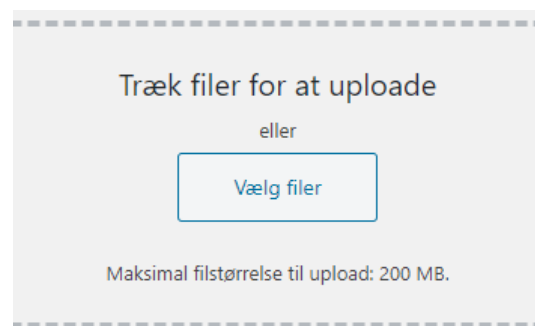 Træk filer for at uploade
eller
Vælg filer
Maksimal filstørrelse til upload: 200 MB.